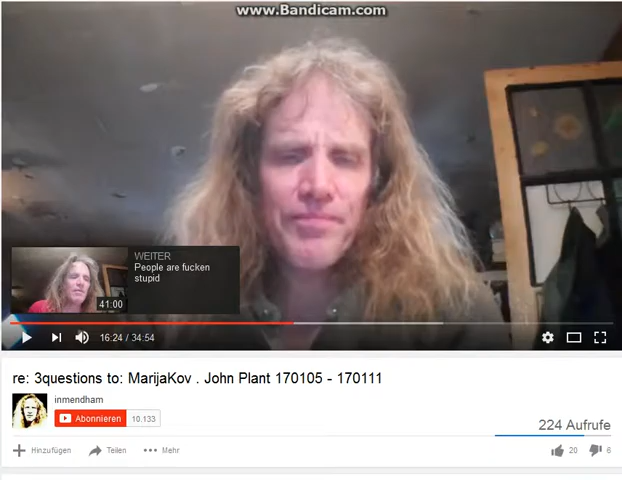 www.Bandicam.com
WEITER
People are fucken
stupid
41:00
16:24 / 34:54
re: 3questions to: MarijaKov . John Plant 170105 - 170111
inmendham
Abonnieren 10.133
224 Aufrufe
Hinzufügen Teilen Mehr 20 6